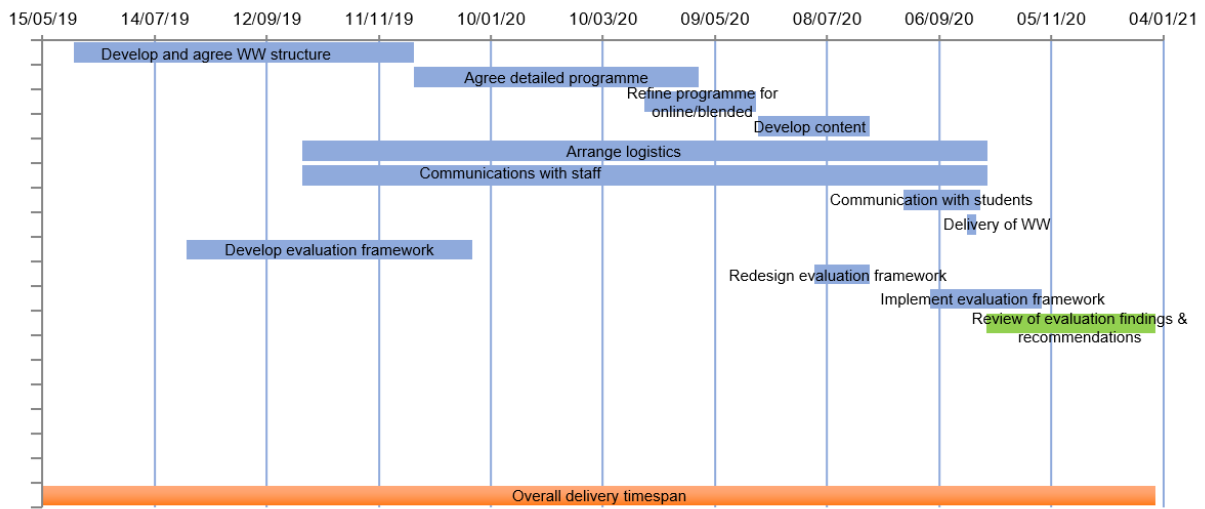 15/05/19 14/07/19 12/09/19 11/11/19 10/01/20 10/03/20 09/05/20 08/07/20 06/09/20 05/11/20 04/01/21
Develop and agree WW structure
Agree detailed programme
Refine programme for
online/blended
Develop content
Arrange logistics
Communications with staff
Communication with students
Delivery of WW
Develop evaluation framework
Redesign evaluation framework
Implement evaluation framework
Review of evaluation findings &
recommendations
Overall delivery timespan